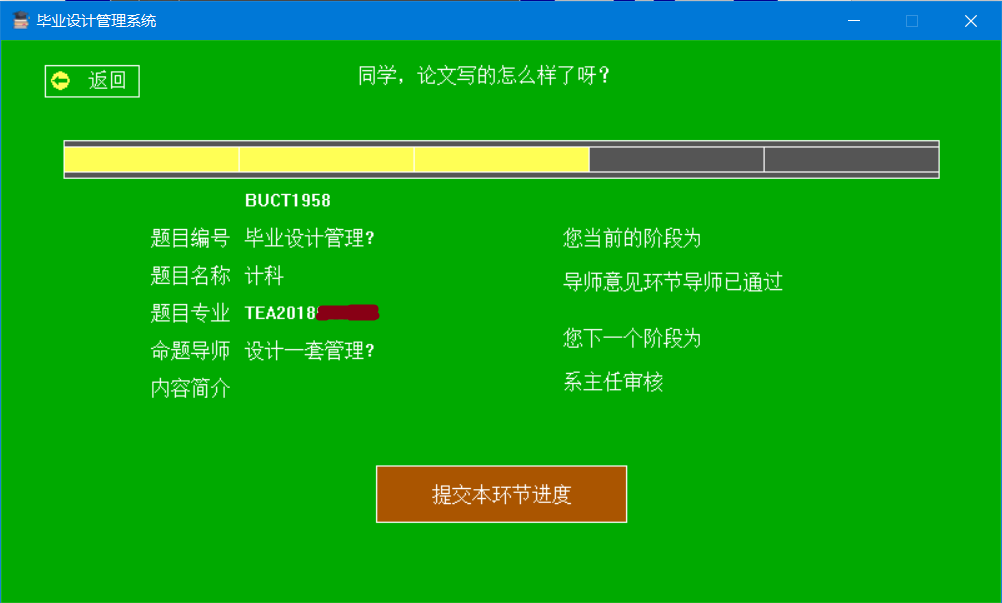 毕业设计管理系统
返回
同学，论文写的怎么样了呀？
BUCT1958
题目编号 毕业设计管理?
题目名称 计科
题目专业 TEA2018
命题导师 设计一套管理?
内容简介
您当前的阶段为
导师意见环节导师已通过
您下一个阶段为
系主任审核
提交本环节进度